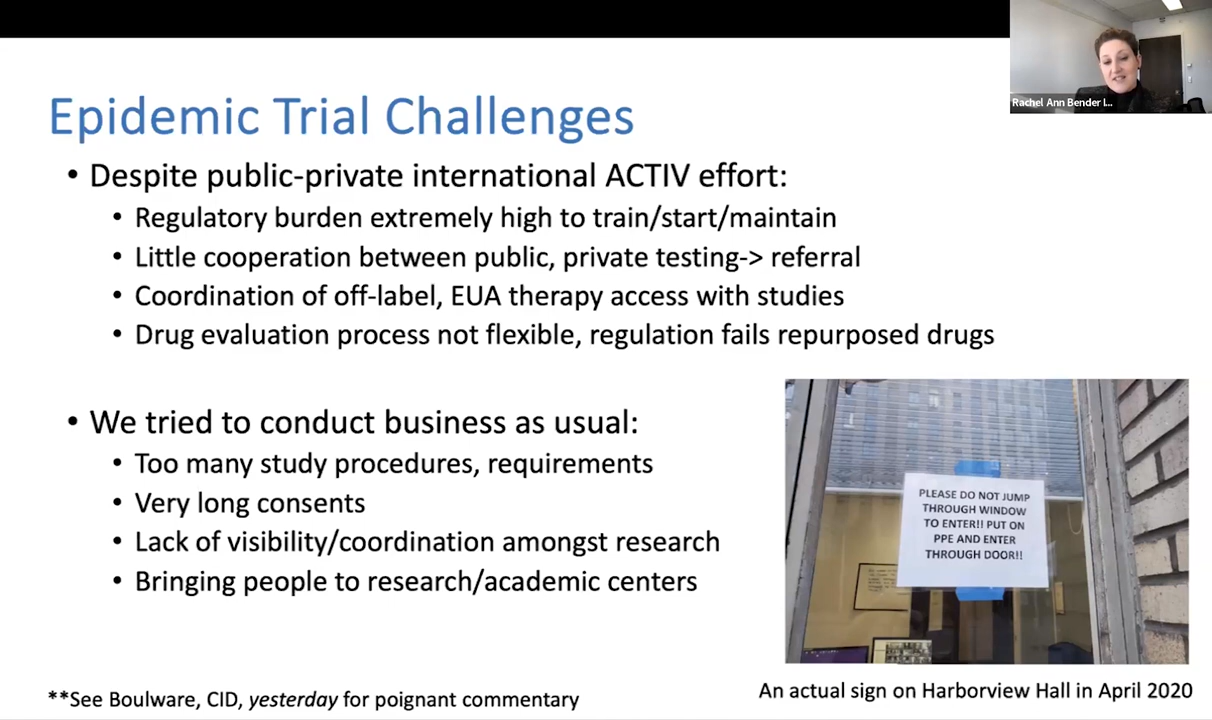 Rachel Ann Bender I...
Epidemic Trial Challenges
• Despite public-private international ACTIV effort:
• Regulatory burden extremely high to train/start/maintain
• Little cooperation between public, private testing-> referral
• Coordination of off-label, EUA therapy access with studies
• Drug evaluation process not flexible, regulation fails repurposed drugs
• We tried to conduct business as usual:
• Too many study procedures, requirements
• Very long consents
• Lack of visibility/coordination amongst research
• Bringing people to research/academic centers
PLEASE DO NOT JUMP
THROUGH WINDOW
TO ENTER!! PUT ON
PPE AND ENTER
THROUGH DOOR!!
An actual sign on Harborview Hall in April 2020
**See Boulware, CID, yesterday for poignant commentary